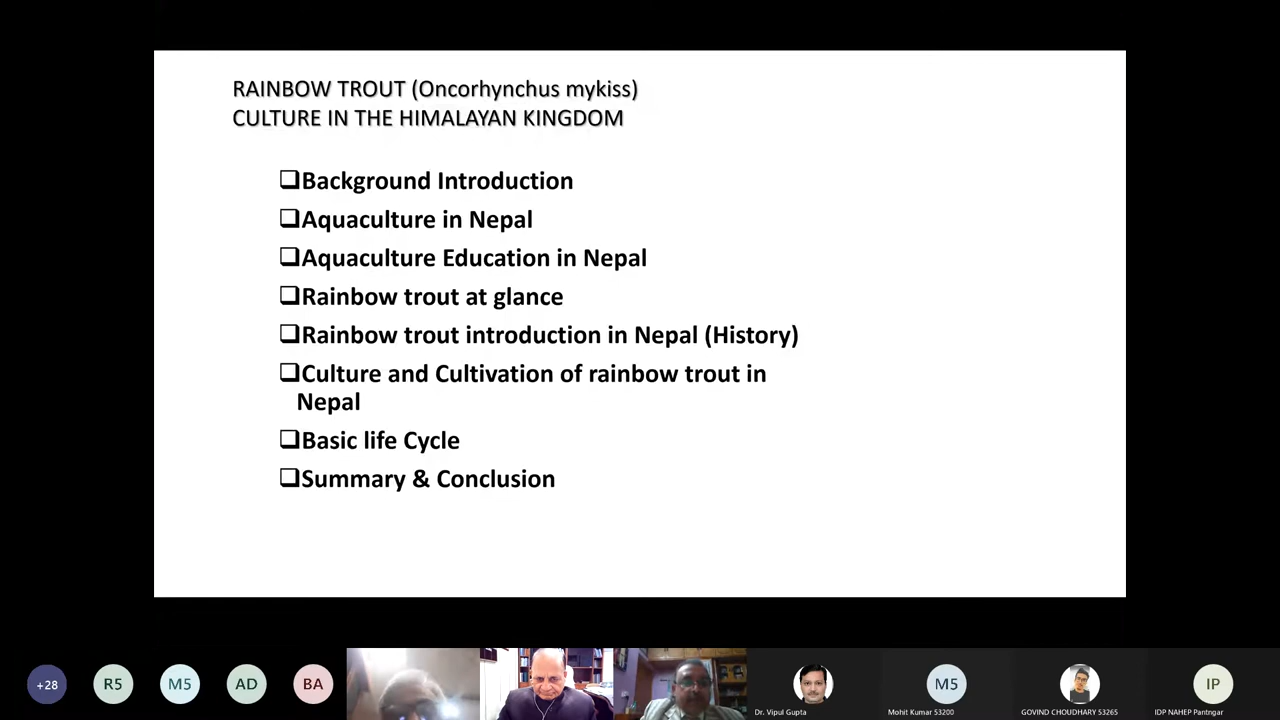 RAINBOW TROUT (Oncorhynchus mykiss)
CULTURE IN THE HIMALAYAN KINGDOM
Background Introduction
Aquaculture in Nepal
Aquaculture Education in Nepal
Rainbow trout at glance
Rainbow trout introduction in Nepal (History)
Culture and Cultivation of rainbow trout in
Nepal
Basic life Cycle
Summary & Conclusion
+28
R5
M5
AD
BA
M5
IP
Dr. Vipul Gupta
Mohit Kumar 53200
GOVIND CHOUDHARY 53265
IDP NAHEP Pantngar